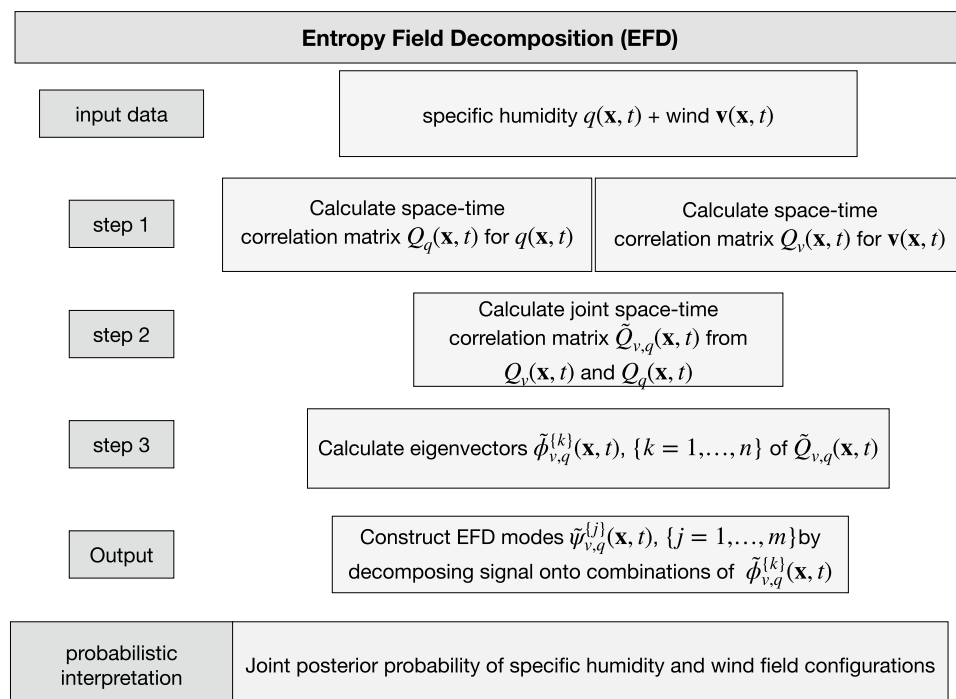 Entropy Field Decomposition (EFD)
input data
specific humidity q(x, t) + wind v(x, t)
step 1
Calculate space-time
correlation matrix Q_q(x, t) for q(x, t)
Calculate space-time
correlation matrix Q_v(x, t) for v(x, t)
step 2
Calculate joint space-time
correlation matrix Q̃_{v,q}(x, t) from
Q_v(x, t) and Q_q(x, t)
step 3
Calculate eigenvectors ϕ̃_{v,q}^{{k}}(x, t), {k = 1,…, n} of Q̃_{v,q}(x, t)
Output
Construct EFD modes ψ̃_{v,q}^{{j}}(x, t), {j = 1,…, m}by
decomposing signal onto combinations of ϕ̃_{v,q}^{{k}}(x, t)
probabilistic
interpretation
Joint posterior probability of specific humidity and wind field configurations